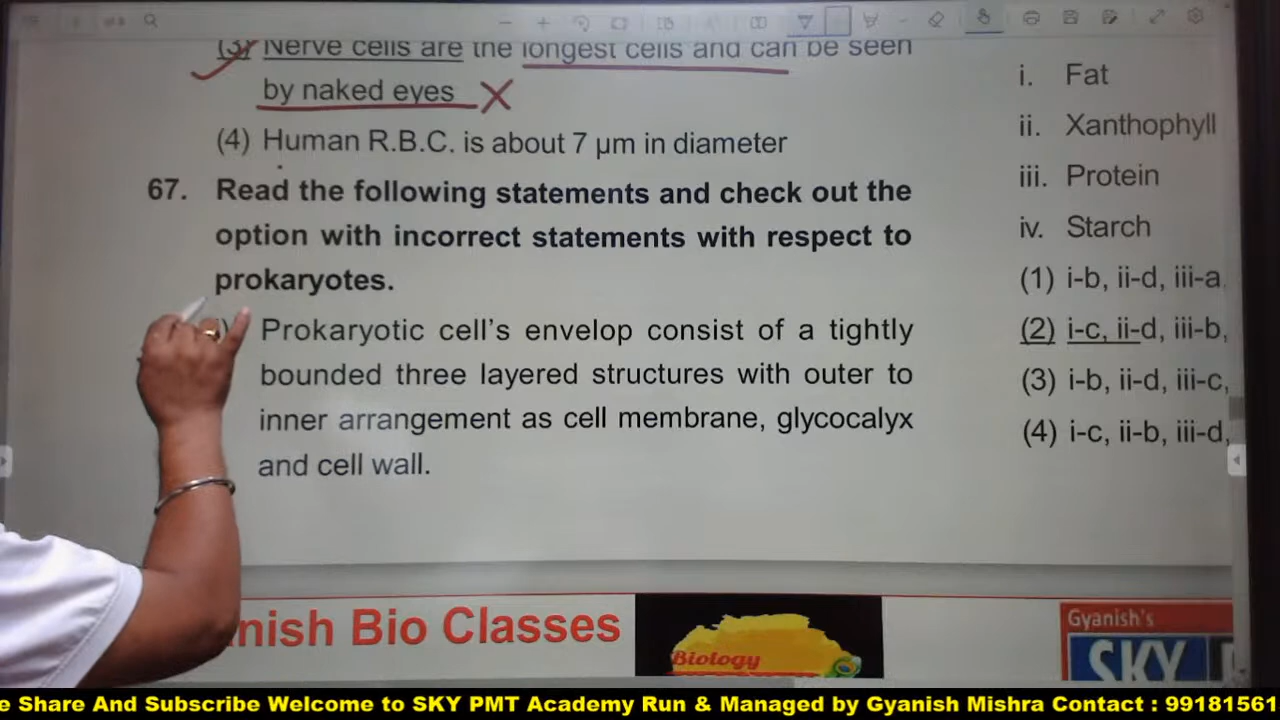 (3) Nerve cells are the longest cells and can be seen
by naked eyes
(4) Human R.B.C. is about 7 µm in diameter
67. Read the following statements and check out the
option with incorrect statements with respect to
prokaryotes.
Prokaryotic cell's envelop consist of a tightly
bounded three layered structures with outer to
inner arrangement as cell membrane, glycocalyx
and cell wall.
i. Fat
ii. Xanthophyll
iii. Protein
iv. Starch
(1) i-b, ii-d, iii-a,
(2) i-c, ii-d, iii-b,
(3) i-b, ii-d, iii-c,
(4) i-c, ii-b, iii-d,
nish Bio Classes
Biology
Gyanish's
SKY
e Share And Subscribe Welcome to SKY PMT Academy Run & Managed by Gyanish Mishra Contact : 99181561